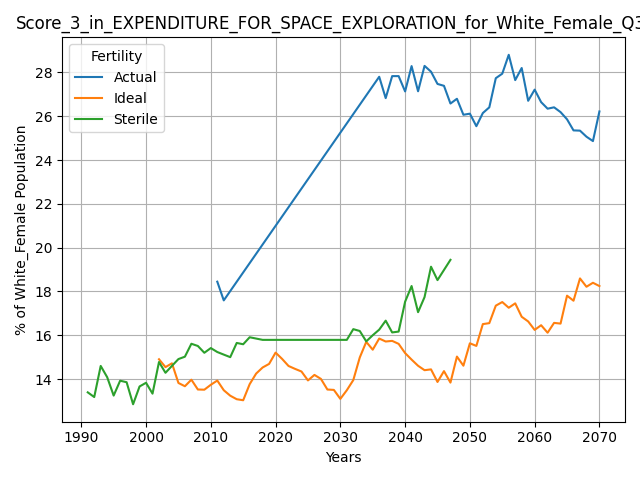 Score_3_in_EXPENDITURE_FOR_SPACE_EXPLORATION_for_White_Female_Q3
Fertility
Actual
Ideal
Sterile
% of White_Female Population
28
26
24
22
20
18
16
14
1990
2000
2010
2020
2030
2040
2050
2060
2070
Years